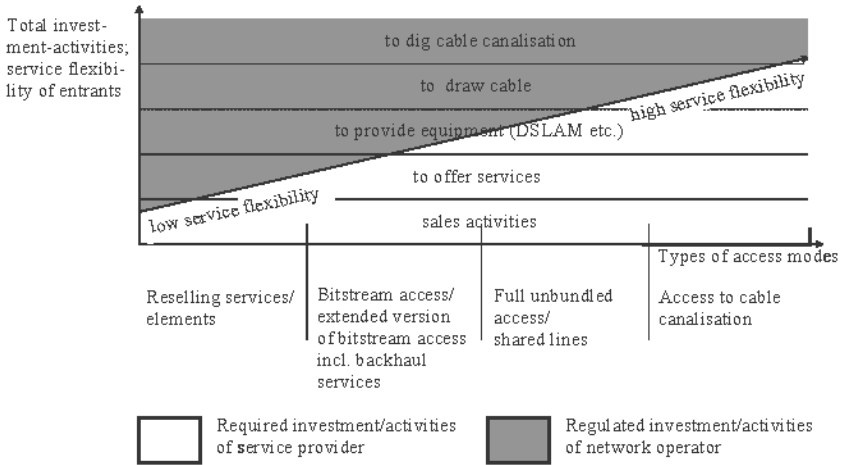 Total invest-
ment-activities;
service flexibi-
lity of entrants
to dig cable canalisation
to draw cable
high service flexibility
to provide equipment (DSLAM etc.)
to offer services
low service flexibility
sales activities
Types of access modes
Reselling services/
elements
Bitstream access/
extended version
of bitstream access
incl. backhaul
services
Full unbundled
access/
shared lines
Access to cable
canalisation
Required investment/activities
of service provider
Regulated investment/activities
of network operator